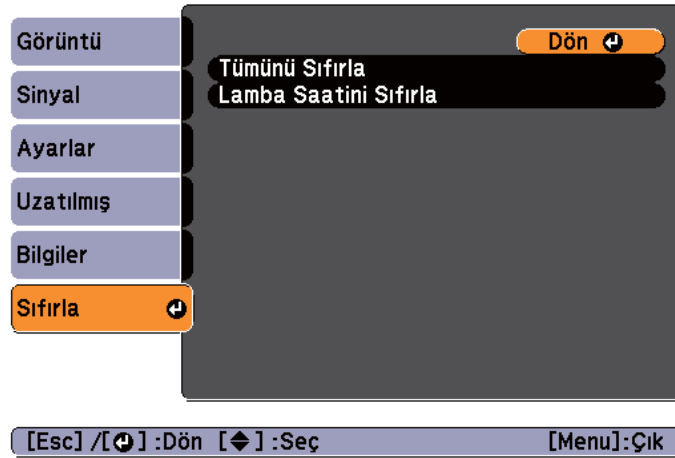 Görüntü
Sinyal
Ayarlar
Uzatılmış
Bilgiler
Sıfırla
Dön
Tümünü Sıfırla
Lamba Saatini Sıfırla
[Esc] /[ ] :Dön [ ] :Seç [Menu]:Çık